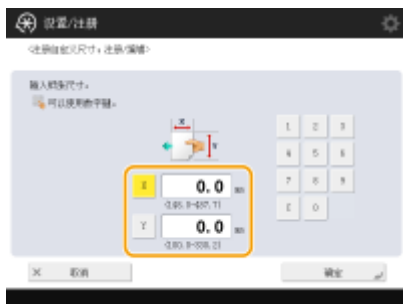 设置/注册
<注册自定义尺寸：注册/编辑>
输入纸张尺寸。
可以使用数字键。
X
Y
1 2 3
4 5 6
7 8 9
C 0
X 0.0 mm
Y 0.0 mm
× 取消
确定